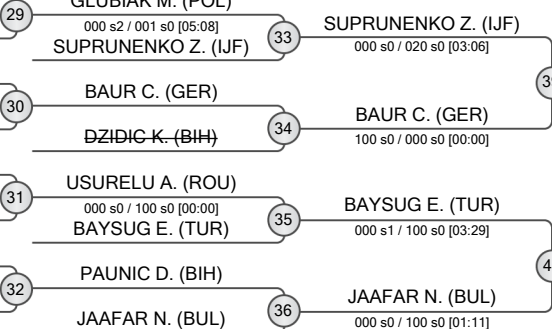 GLUBIAK M. (POL)
29
000 s2 / 001 s0 [05:08]
33
SUPRUNENKO Z. (IJF)
SUPRUNENKO Z. (IJF)
000 s0 / 020 s0 [03:06]
BAUR C. (GER)
30
34
BAUR C. (GER)
DZIDIC K. (BIH)
100 s0 / 000 s0 [00:00]
USURELU A. (ROU)
31
000 s0 / 100 s0 [00:00]
35
BAYSUG E. (TUR)
BAYSUG E. (TUR)
000 s1 / 100 s0 [03:29]
PAUNIC D. (BIH)
32
36
JAAFAR N. (BUL)
JAAFAR N. (BUL)
000 s0 / 100 s0 [01:11]